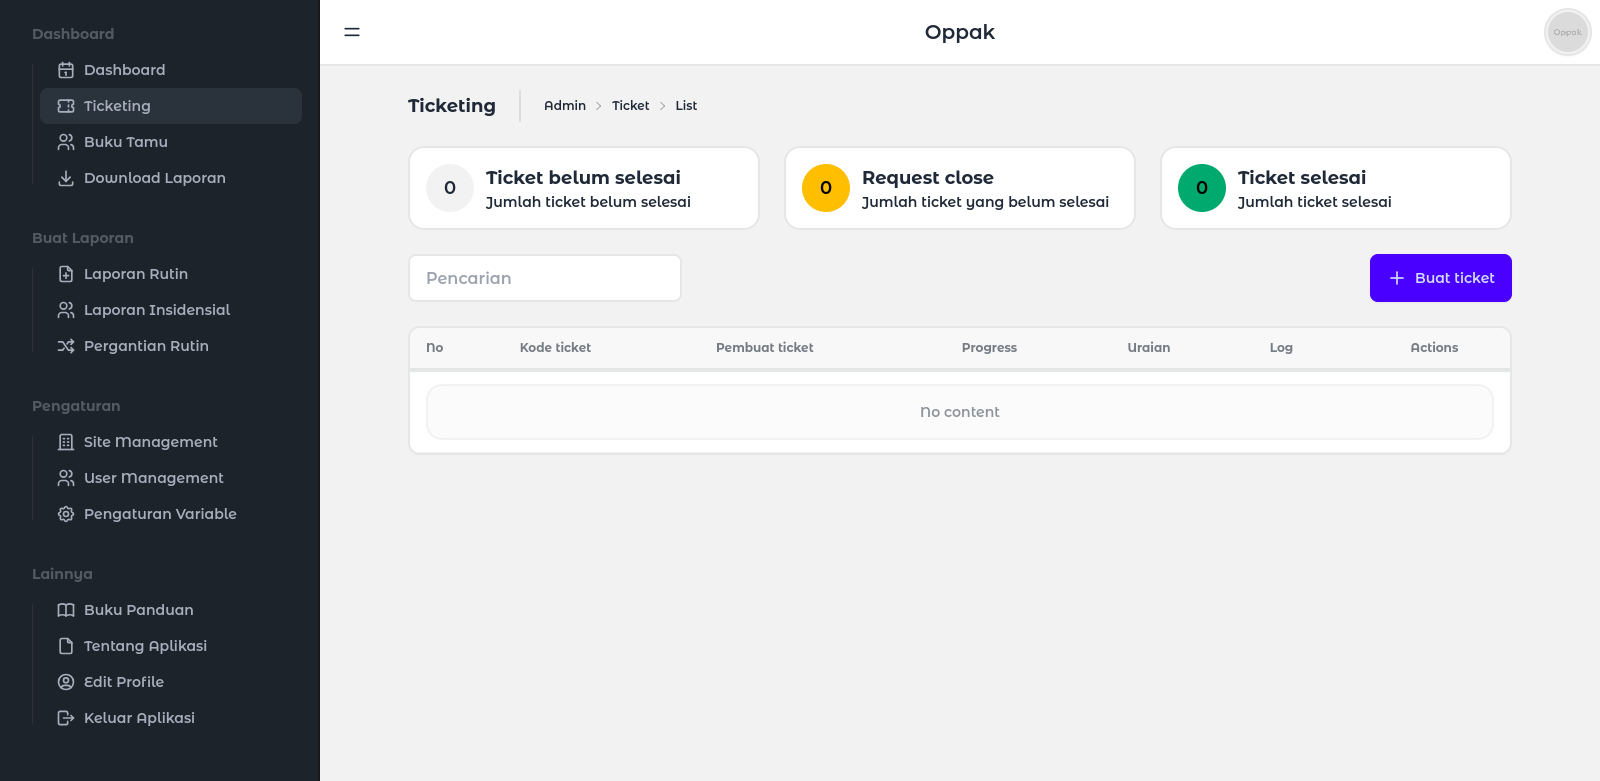 Dashboard
Dashboard
Ticketing
Buku Tamu
Download Laporan
Buat Laporan
Laporan Rutin
Laporan Insidensial
Pergantian Rutin
Pengaturan
Site Management
User Management
Pengaturan Variable
Lainnya
Buku Panduan
Tentang Aplikasi
Edit Profile
Keluar Aplikasi
Oppak
Oppak
Ticketing
Admin > Ticket > List
0
Ticket belum selesai
Jumlah ticket belum selesai
0
Request close
Jumlah ticket yang belum selesai
0
Ticket selesai
Jumlah ticket selesai
Pencarian
+ Buat ticket
No Kode ticket Pembuat ticket Progress Uraian Log Actions
No content